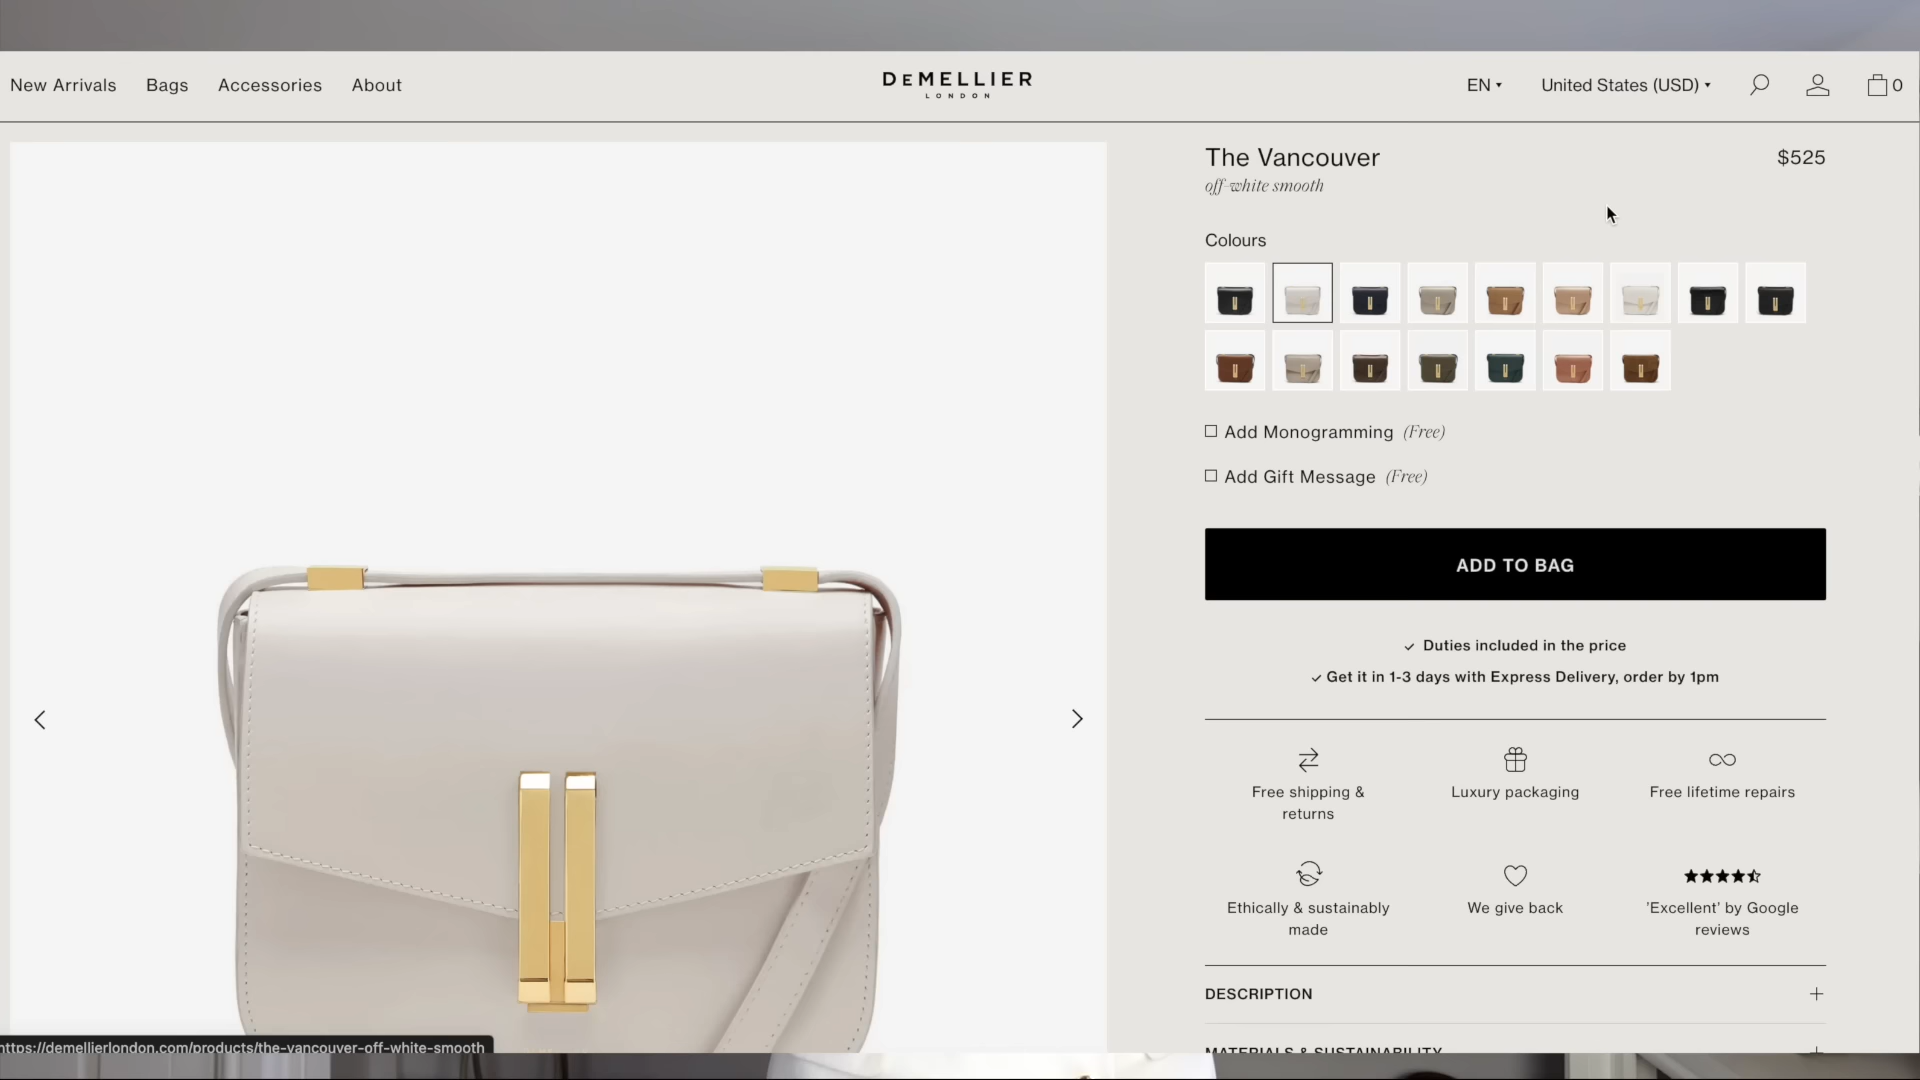 New Arrivals Bags Accessories About
DEMELLIER
LONDON
EN United States (USD) 0
The Vancouver $525
off-white smooth
Colours
Add Monogramming (Free)
Add Gift Message (Free)
ADD TO BAG
Duties included in the price
Get it in 1-3 days with Express Delivery, order by 1pm
Free shipping &
returns
Luxury packaging
Free lifetime repairs
Ethically & sustainably
made
We give back
'Excellent' by Google
reviews
DESCRIPTION
MATERIALS & SUSTAINABILITY
https://demellierlondon.com/products/the-vancouver-off-white-smooth